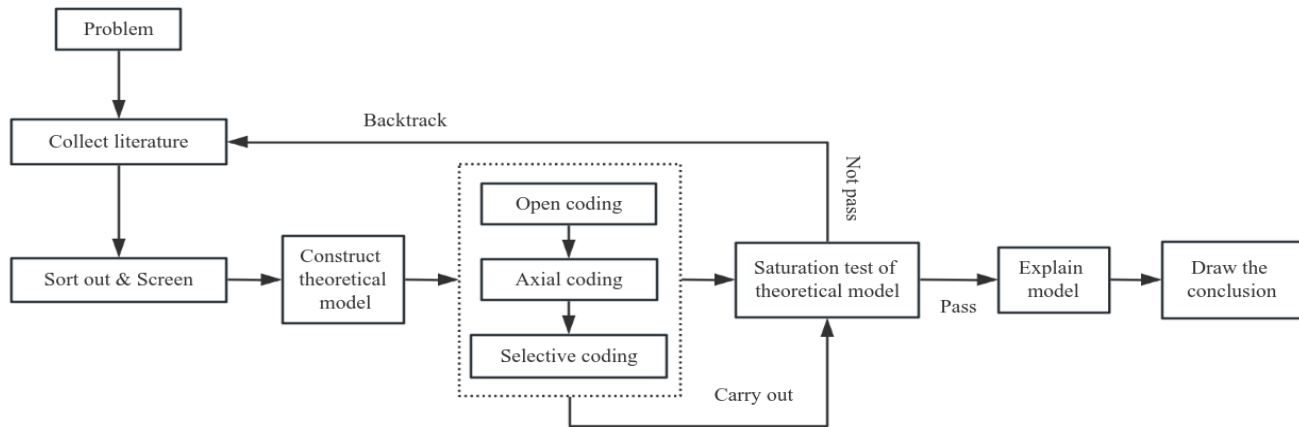 Problem
Collect literature
Backtrack
Not pass
Open coding
Sort out & Screen
Construct
theoretical
model
Axial coding
Selective coding
Saturation test of
theoretical model
Pass
Explain
model
Draw the
conclusion
Carry out